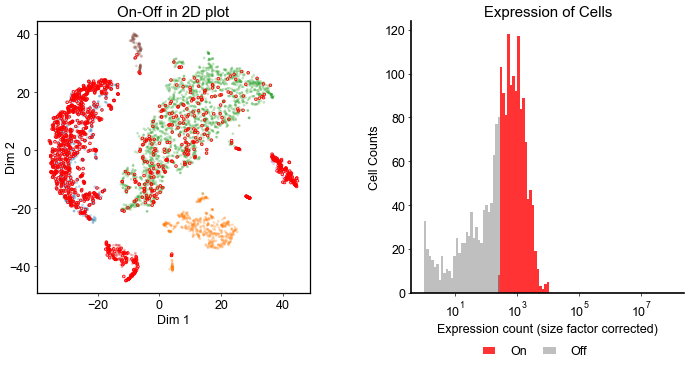 On-Off in 2D plot
40
20
0
−20
−40
Dim 2
−20 0 20 40
Dim 1
Expression of Cells
120
100
80
60
40
20
0
Cell Counts
10^1 10^3 10^5 10^7
Expression count (size factor corrected)
On Off